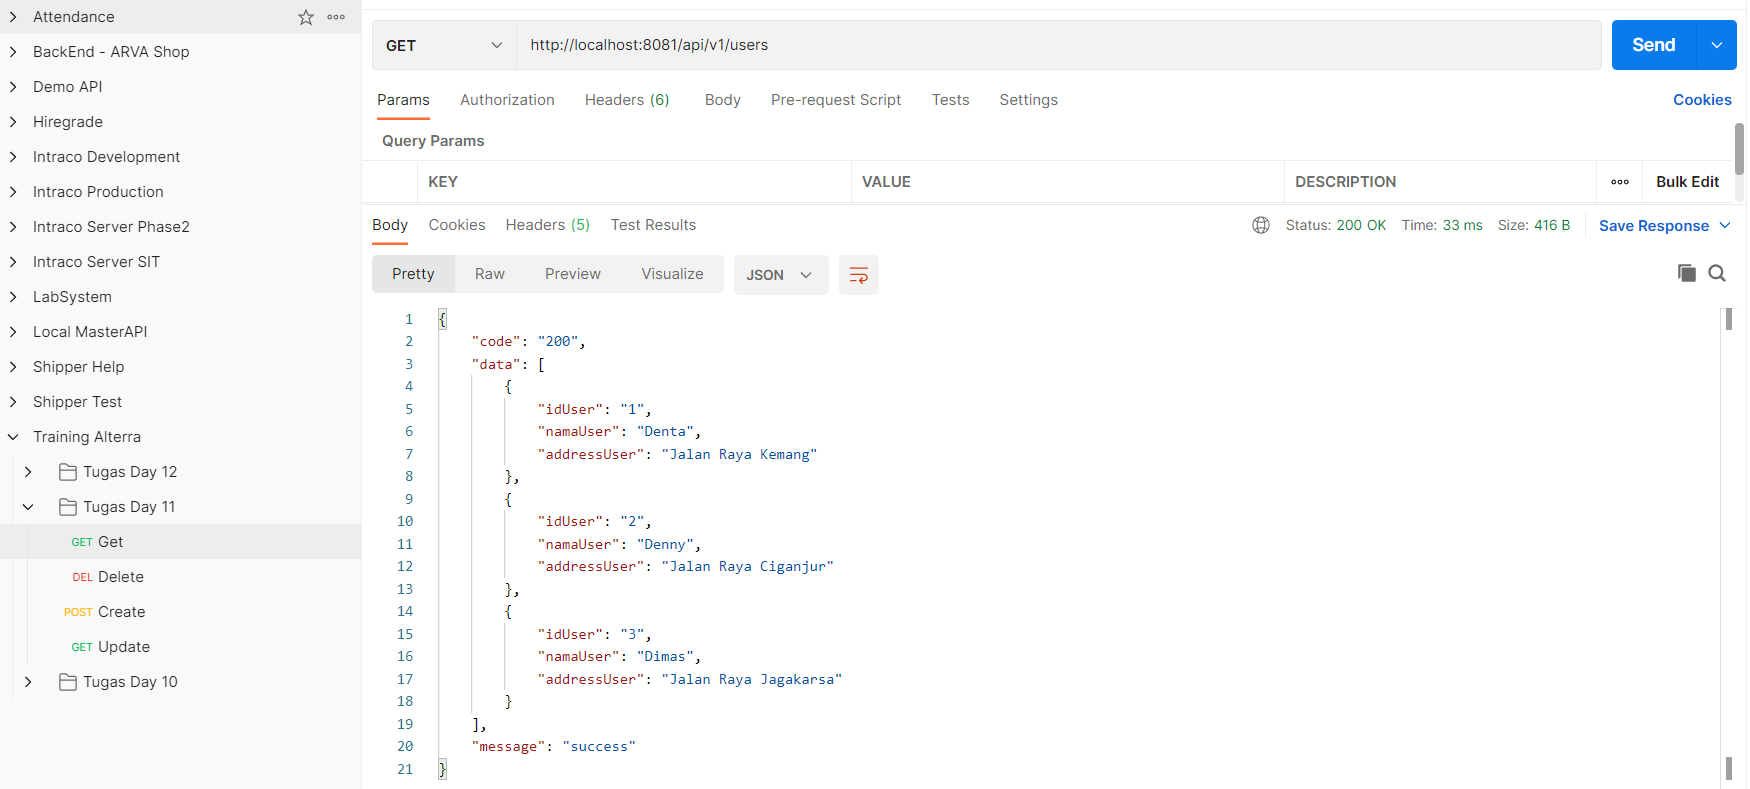 Attendance
BackEnd - ARVA Shop
Demo API
Hiregrade
Intraco Development
Intraco Production
Intraco Server Phase2
Intraco Server SIT
LabSystem
Local MasterAPI
Shipper Help
Shipper Test
Training Alterra
Tugas Day 12
Tugas Day 11
GET Get
DEL Delete
POST Create
GET Update
Tugas Day 10
GET http://localhost:8081/api/v1/users Send
Params Authorization Headers (6) Body Pre-request Script Tests Settings Cookies
Query Params
KEY VALUE DESCRIPTION Bulk Edit
Body Cookies Headers (5) Test Results Status: 200 OK Time: 33 ms Size: 416 B Save Response
Pretty Raw Preview Visualize JSON
1 {
2 "code": "200",
3 "data": [
4 {
5 "idUser": "1",
6 "namaUser": "Denta",
7 "addressUser": "Jalan Raya Kemang"
8 },
9 {
10 "idUser": "2",
11 "namaUser": "Denny",
12 "addressUser": "Jalan Raya Ciganjur"
13 },
14 {
15 "idUser": "3",
16 "namaUser": "Dimas",
17 "addressUser": "Jalan Raya Jagakarsa"
18 }
19 ],
20 "message": "success"
21 }